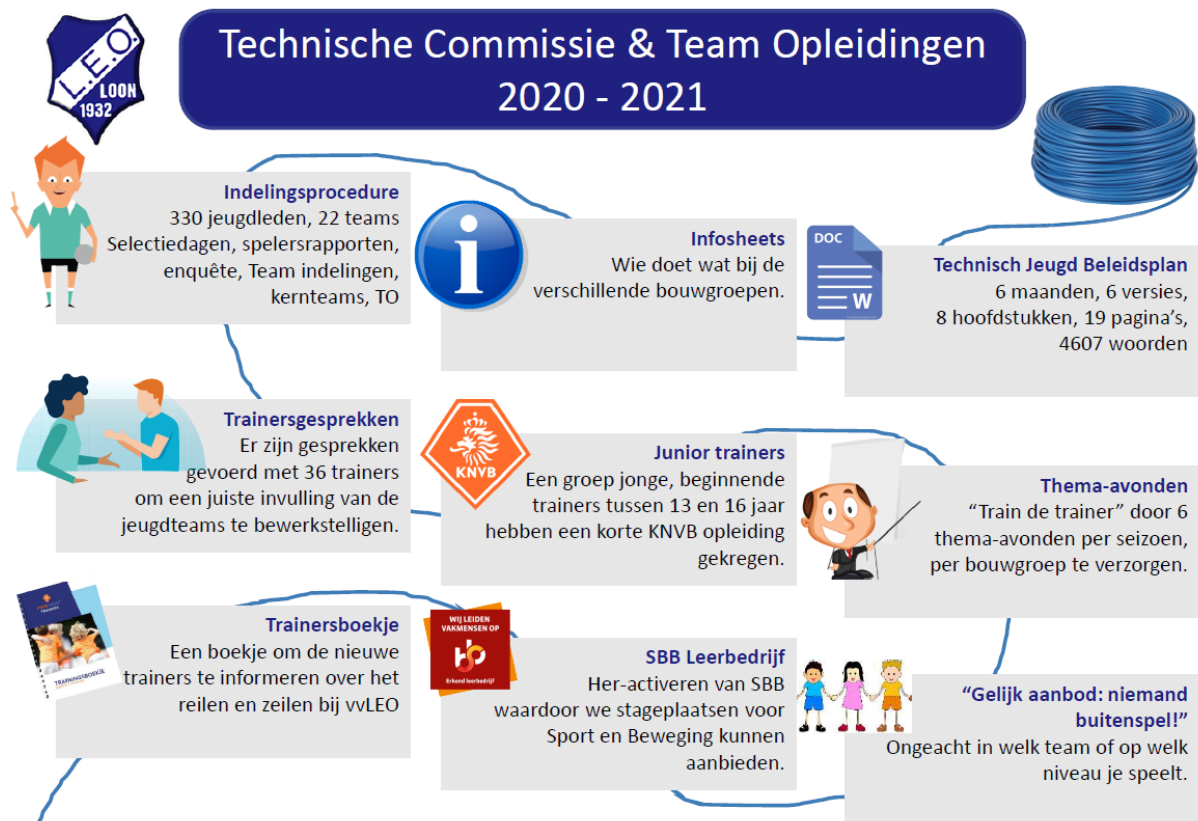 L.E.O.
LOON
1932
Technische Commissie & Team Opleidingen
2020 - 2021
Indelingsprocedure
330 jeugdleden, 22 teams
Selectiedagen, spelersrapporten,
enquête, Team indelingen,
kernteams, TO
i
Infosheets
Wie doet wat bij de
verschillende bouwgroepen.
DOC
W
Technisch Jeugd Beleidsplan
6 maanden, 6 versies,
8 hoofdstukken, 19 pagina’s,
4607 woorden
Trainersgesprekken
Er zijn gesprekken
gevoerd met 36 trainers
om een juiste invulling van de
jeugdteams te bewerkstelligen.
KNVB
Junior trainers
Een groep jonge, beginnende
trainers tussen 13 en 16 jaar
hebben een korte KNVB opleiding
gekregen.
Thema-avonden
“Train de trainer” door 6
thema-avonden per seizoen,
per bouwgroep te verzorgen.
TRAININGSBOEKJE
Trainersboekje
Een boekje om de nieuwe
trainers te informeren over het
reilen en zeilen bij vvLEO
WIJ LEIDEN
VAKMENSEN OP
Erkend leerbedrijf
SBB Leerbedrijf
Her-activeren van SBB
waardoor we stageplaatsen voor
Sport en Beweging kunnen
aanbieden.
“Gelijk aanbod: niemand
buitenspel!”
Ongeacht in welk team of op welk
niveau je speelt.